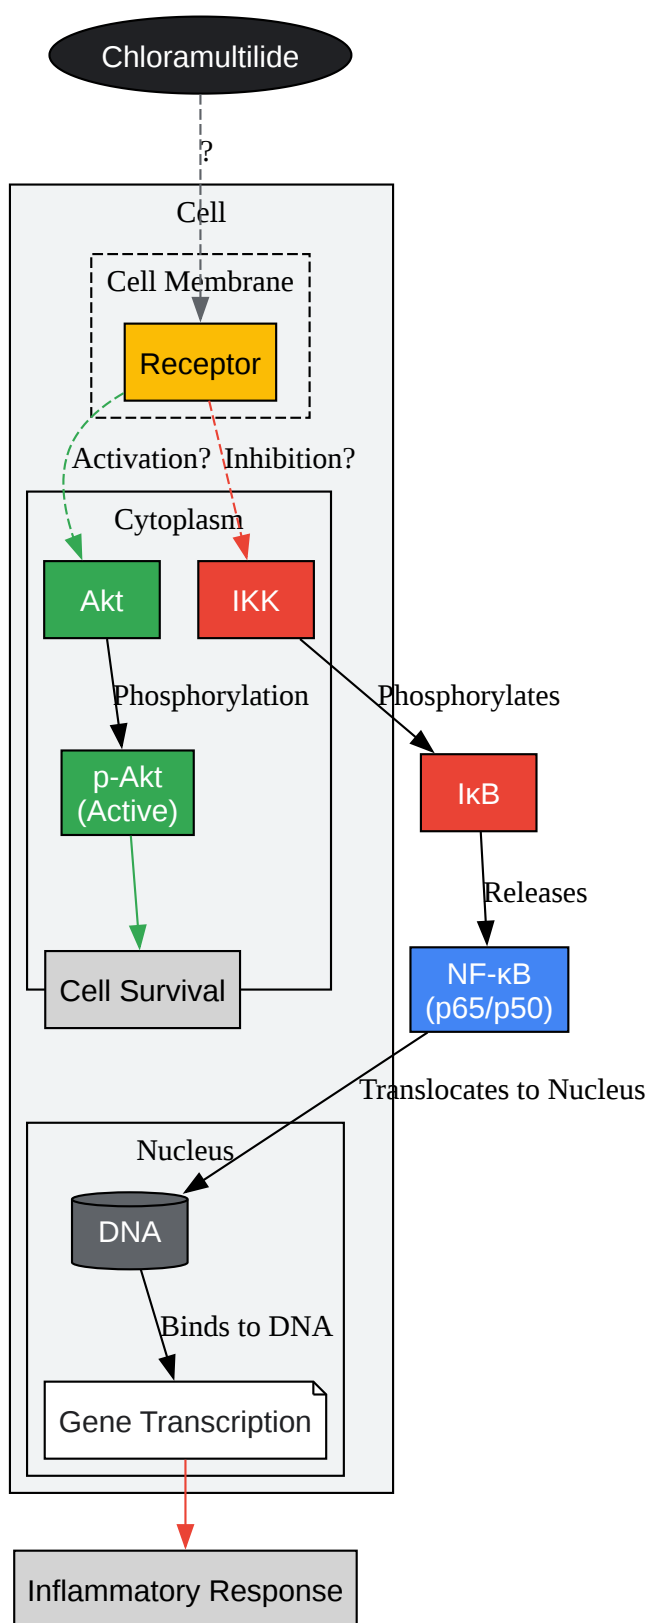 Chloramultilide
?
Cell
Cell Membrane
Receptor
Activation?
Inhibition?
Cytoplasm
Akt
IKK
Phosphorylation
Phosphorylates
p-Akt
(Active)
IκB
Releases
Cell Survival
NF-κB
(p65/p50)
Translocates to Nucleus
Nucleus
DNA
Binds to DNA
Gene Transcription
Inflammatory Response